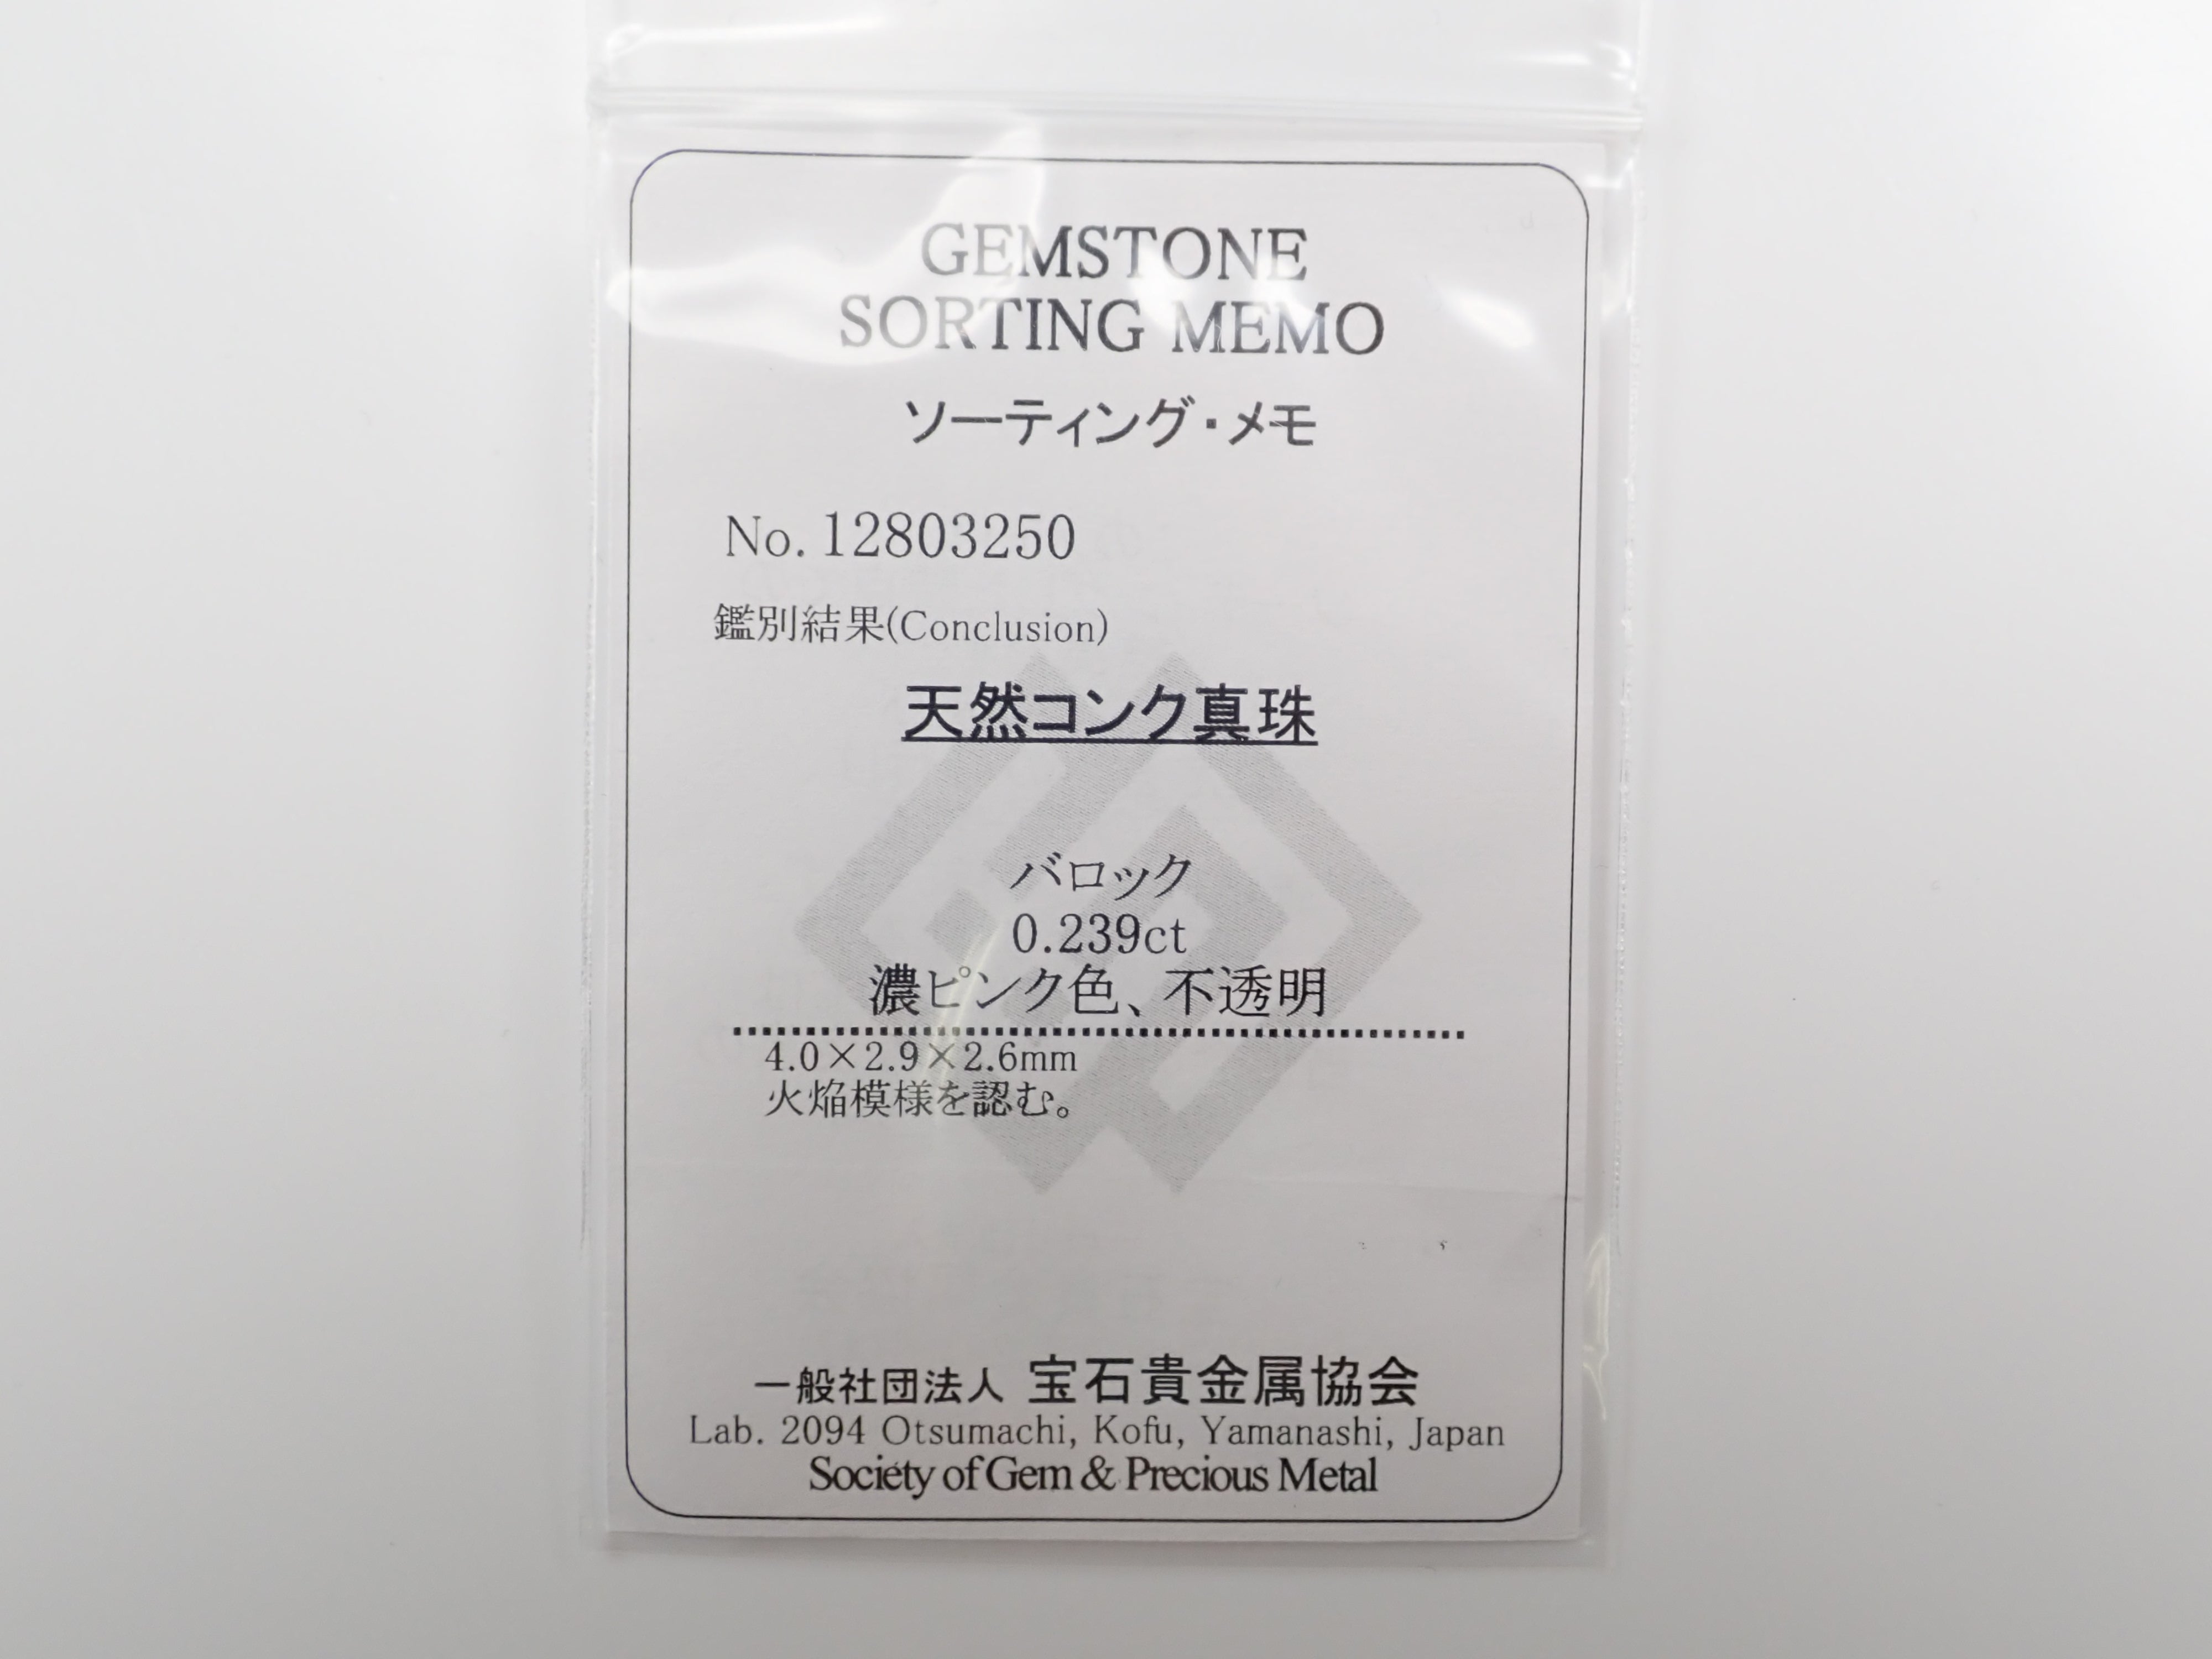 GEMSTONE
SORTING MEMO
ソーティング・メモ
No. 12803250
鑑別結果(Conclusion)
天然コンク真珠
バロック
0.239ct
濃ピンク色、不透明
4.0×2.9×2.6mm
火焔模様を認む。
一般社団法人 宝石貴金属協会
Lab. 2094 Otsumachi, Kofu, Yamanashi, Japan
Society of Gem & Precious Metal